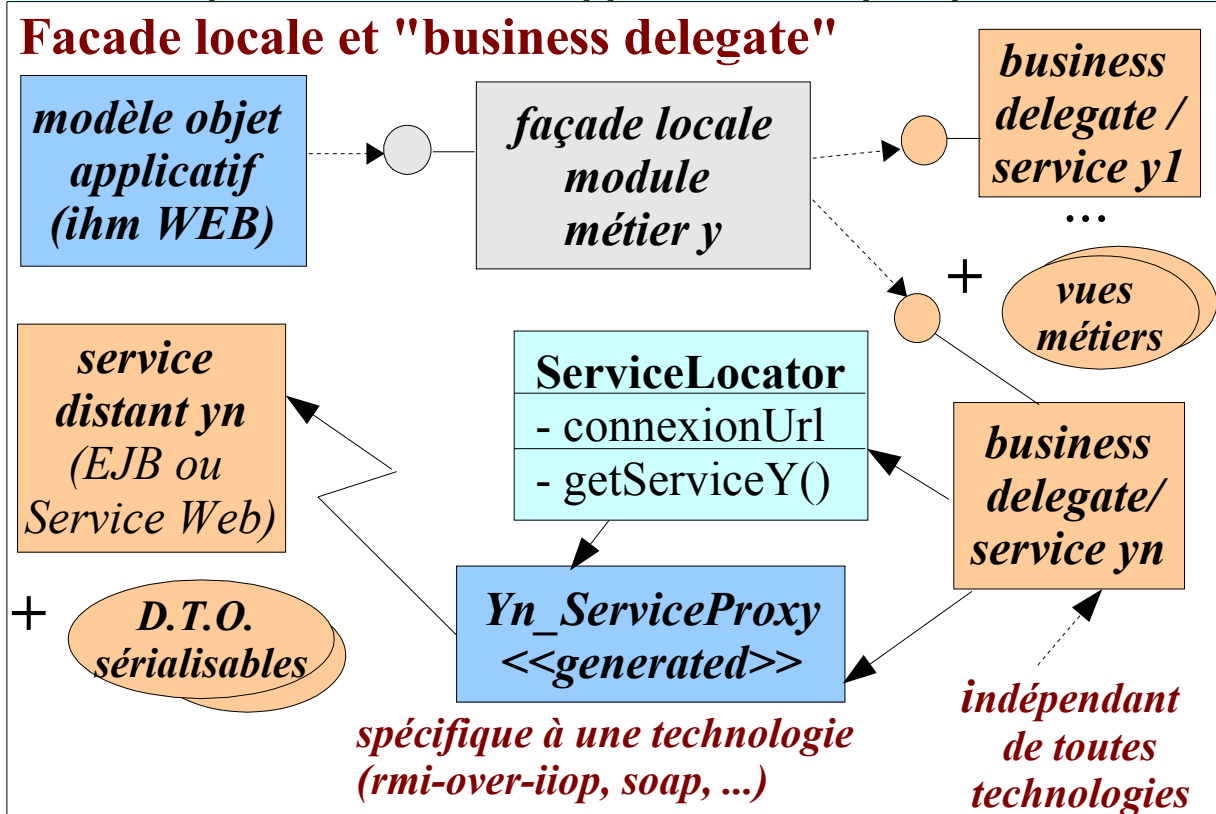 Facade locale et "business delegate"
modèle objet
applicatif
(ihm WEB)
façade locale
module
métier y
business
delegate /
service y1
...
+
vues
métiers
service
distant yn
(EJB ou
Service Web)
+
D.T.O.
sérialisables
ServiceLocator
- connexionUrl
- getServiceY()
business
delegate/
service yn
Yn_ServiceProxy
<<generated>>
spécifique à une technologie
(rmi-over-iiop, soap, ...)
indépendant
de toutes
technologies